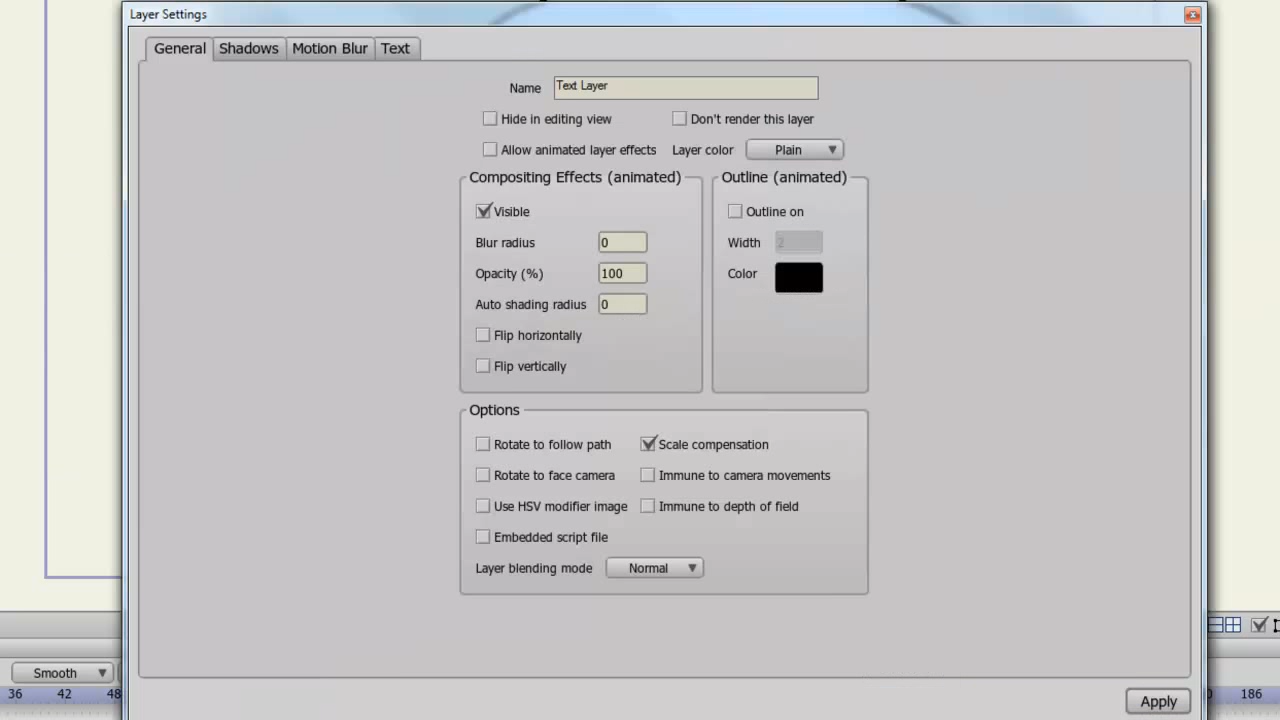 Layer Settings
General Shadows Motion Blur Text
Name Text Layer
Hide in editing view Don't render this layer
Allow animated layer effects Layer color Plain
Compositing Effects (animated) Outline (animated)
Visible Outline on
Blur radius 0 Width 2
Opacity (%) 100 Color
Auto shading radius 0
Flip horizontally
Flip vertically
Options
Rotate to follow path Scale compensation
Rotate to face camera Immune to camera movements
Use HSV modifier image Immune to depth of field
Embedded script file
Layer blending mode Normal
Smooth
36 42 48 186
Apply